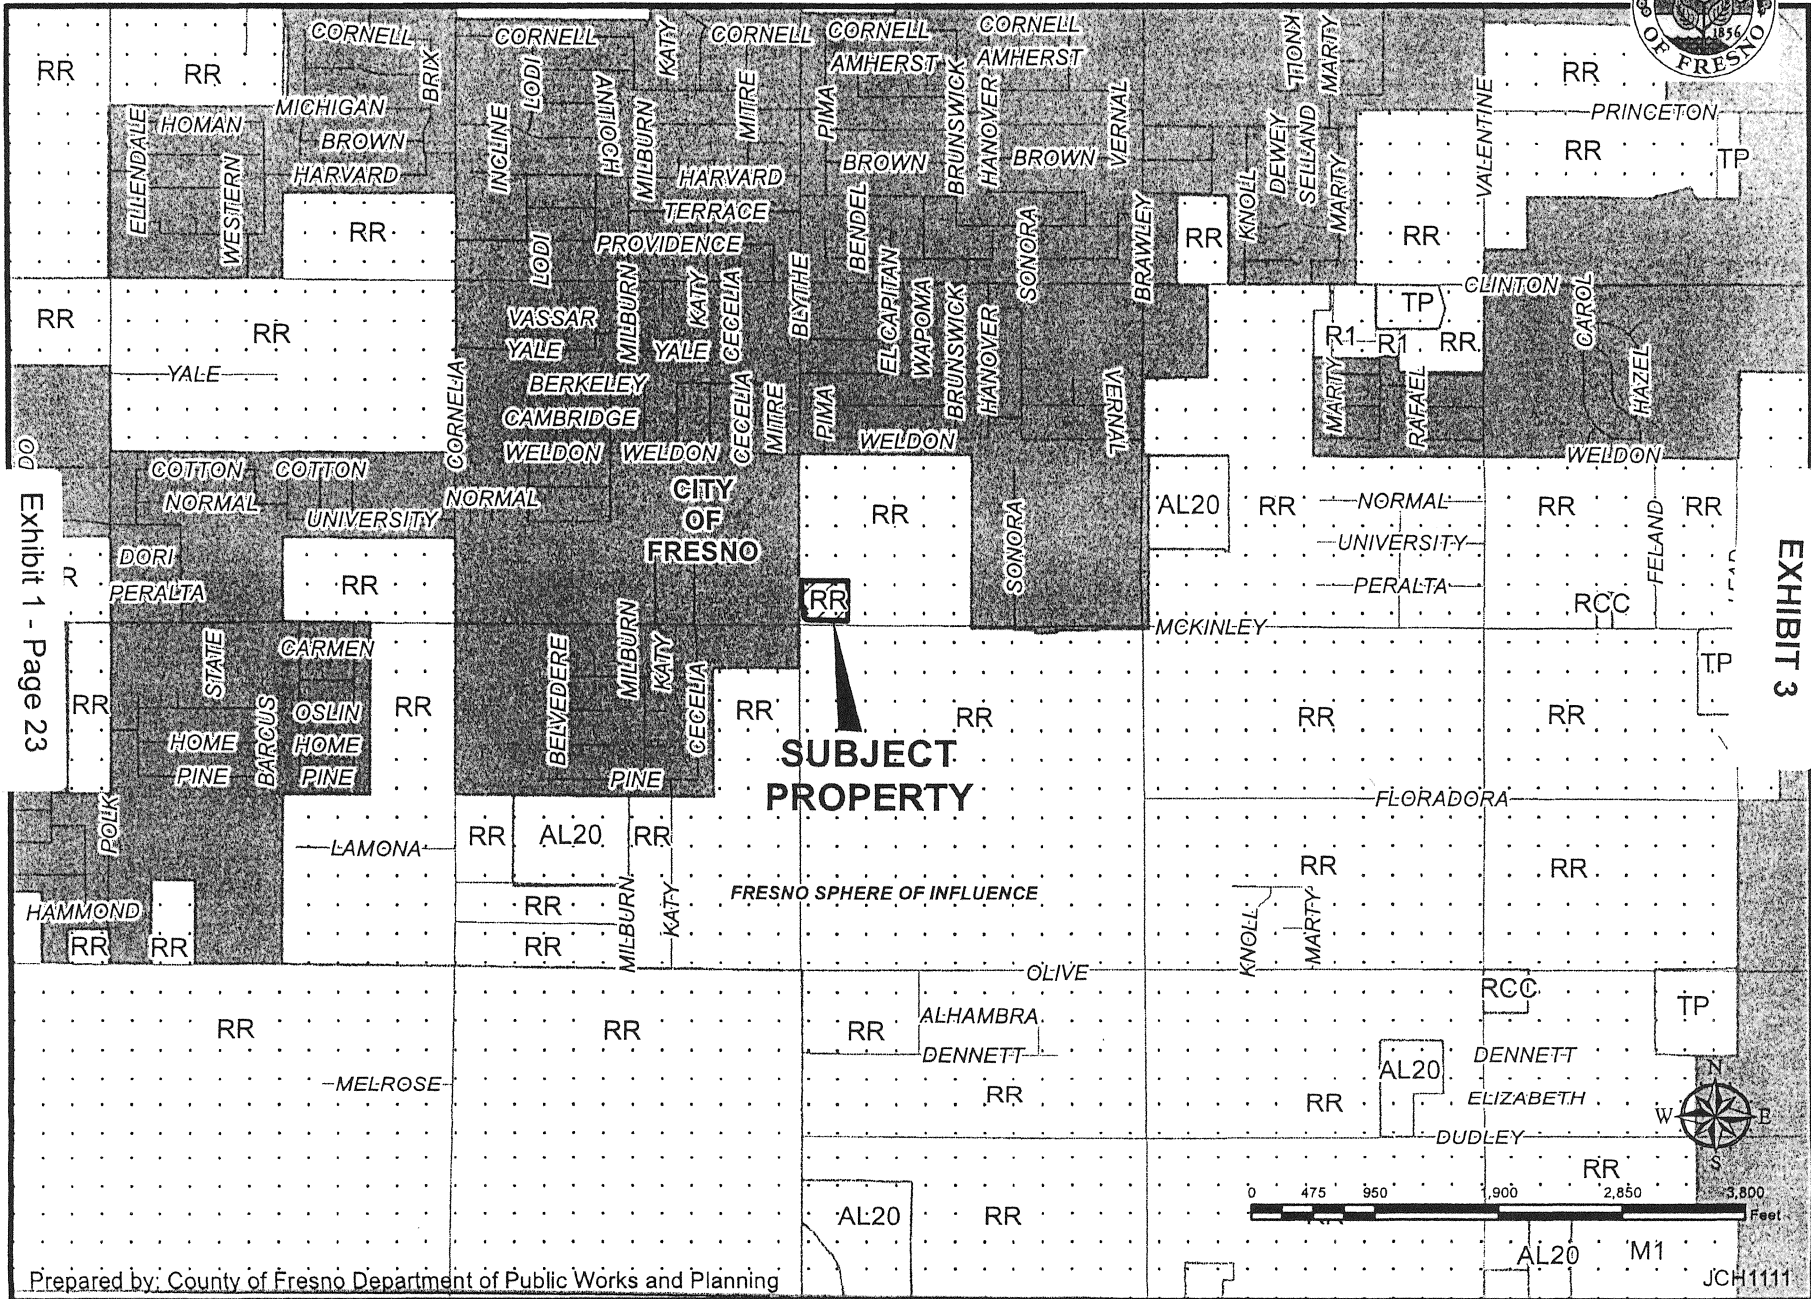 1856
OF FRESNO
CORNELL
CORNELL
KATY
CORNELL
CORNELL
CORNELL
KNOLL
MARTY
RR
RR
BRIX
LODI
AMHERST
AMHERST
RR
MICHIGAN
ANTIOCH
MILBURN
MITRE
PIMA
BRUNSWICK
HANOVER
VERNAL
VALENTINE
PRINCETON
ELLENDALE
HOMAN
BROWN
INCLINE
BROWN
BROWN
DEWEY
SELLAND
MARTY
RR
TP
WESTERN
HARVARD
HARVARD
TERRACE
BENDEL
SONORA
BRAWLEY
KNOLL
RR
LODI
PROVIDENCE
RR
RR
MILBURN
KATY
CECELIA
BLYTHE
EL CAPITAN
WAPOMA
BRUNSWICK
HANOVER
CLINTON
CAROL
RR
RR
VASSAR
TP
YALE
YALE
R1
R1
RR
HAZEL
YALE
CORNELIA
BERKELEY
CECELIA
MITRE
PIMA
VERNAL
MARTY
RAFAEL
CAMBRIDGE
WELDON
WELDON
WELDON
WELDON
COTTON
COTTON
NORMAL
NORMAL
CITY
OF
FRESNO
RR
SONORA
AL20
RR
NORMAL
RR
FELAND
RR
UNIVERSITY
UNIVERSITY
DORI
PERALTA
RR
RR
PERALTA
RCC
MCKINLEY
Exhibit 1 - Page 23
EXHIBIT 3
STATE
CARMEN
BELVEDERE
MILBURN
KATY
CECELIA
TP
RR
BARCUS
OSLIN
RR
RR
RR
RR
RR
HOME
HOME
PINE
PINE
PINE
SUBJECT
PROPERTY
POLK
FLORADORA
LAMONA
RR
AL20
RR
RR
RR
HAMMOND
RR
MILBURN
KATY
FRESNO SPHERE OF INFLUENCE
KNOLL
MARTY
RR
RR
RR
OLIVE
RCC
TP
RR
RR
RR
ALHAMBRA
DENNETT
DENNETT
AL20
MELROSE
RR
RR
ELIZABETH
DUDLEY
N
W
E
S
RR
AL20
RR
0 475 950 1,900 2,850 3,800
Feet
AL20
M1
Prepared by: County of Fresno Department of Public Works and Planning
JCH1111